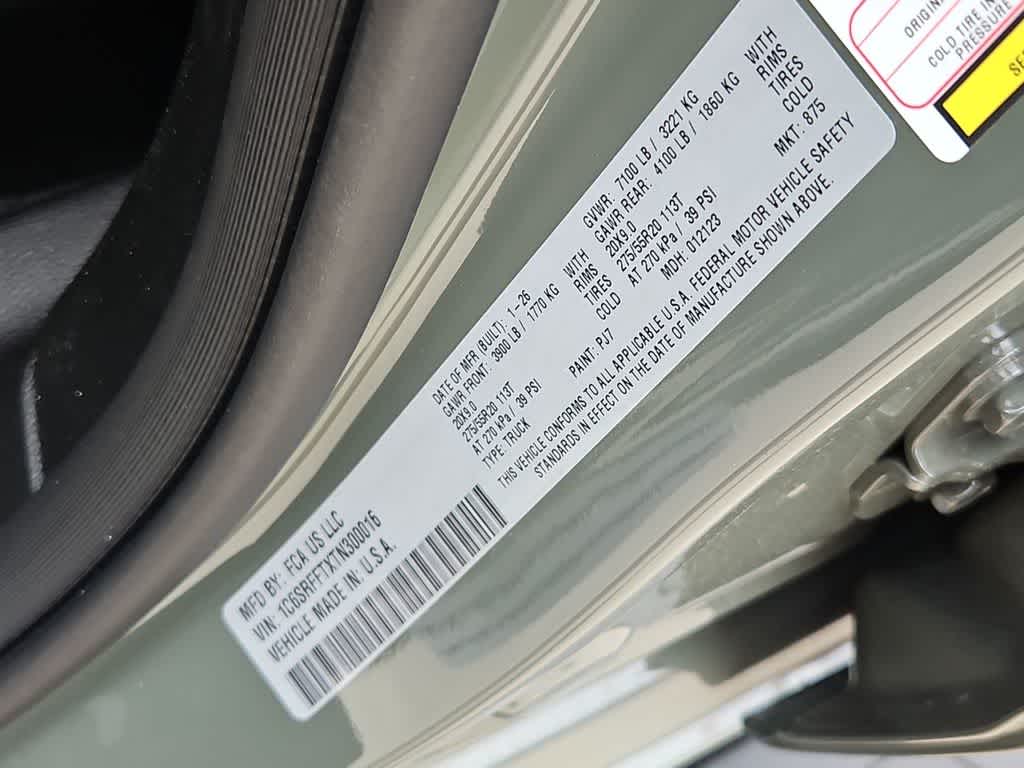 MFD BY: FCA US LLC
VIN: 1C6SRFFTXTN300016
VEHICLE MADE IN: U.S.A.
DATE OF MFR (BUILT): 1-26 GVWR: 7100 LB / 3221 KG
GAWR FRONT: 3900 LB / 1770 KG WITH GAWR REAR: 4100 LB / 1860 KG WITH
20X9.0 RIMS 20X9.0 RIMS
275/55R20 113T TIRES 275/55R20 113T TIRES
AT 270 kPa / 39 PSI COLD AT 270 kPa / 39 PSI COLD
TYPE: TRUCK PAINT: PJ7 MDH: 012123 MKT: 875
THIS VEHICLE CONFORMS TO ALL APPLICABLE U.S.A. FEDERAL MOTOR VEHICLE SAFETY
STANDARDS IN EFFECT ON THE DATE OF MANUFACTURE SHOWN ABOVE.
COLD TIRE
PRESSURE